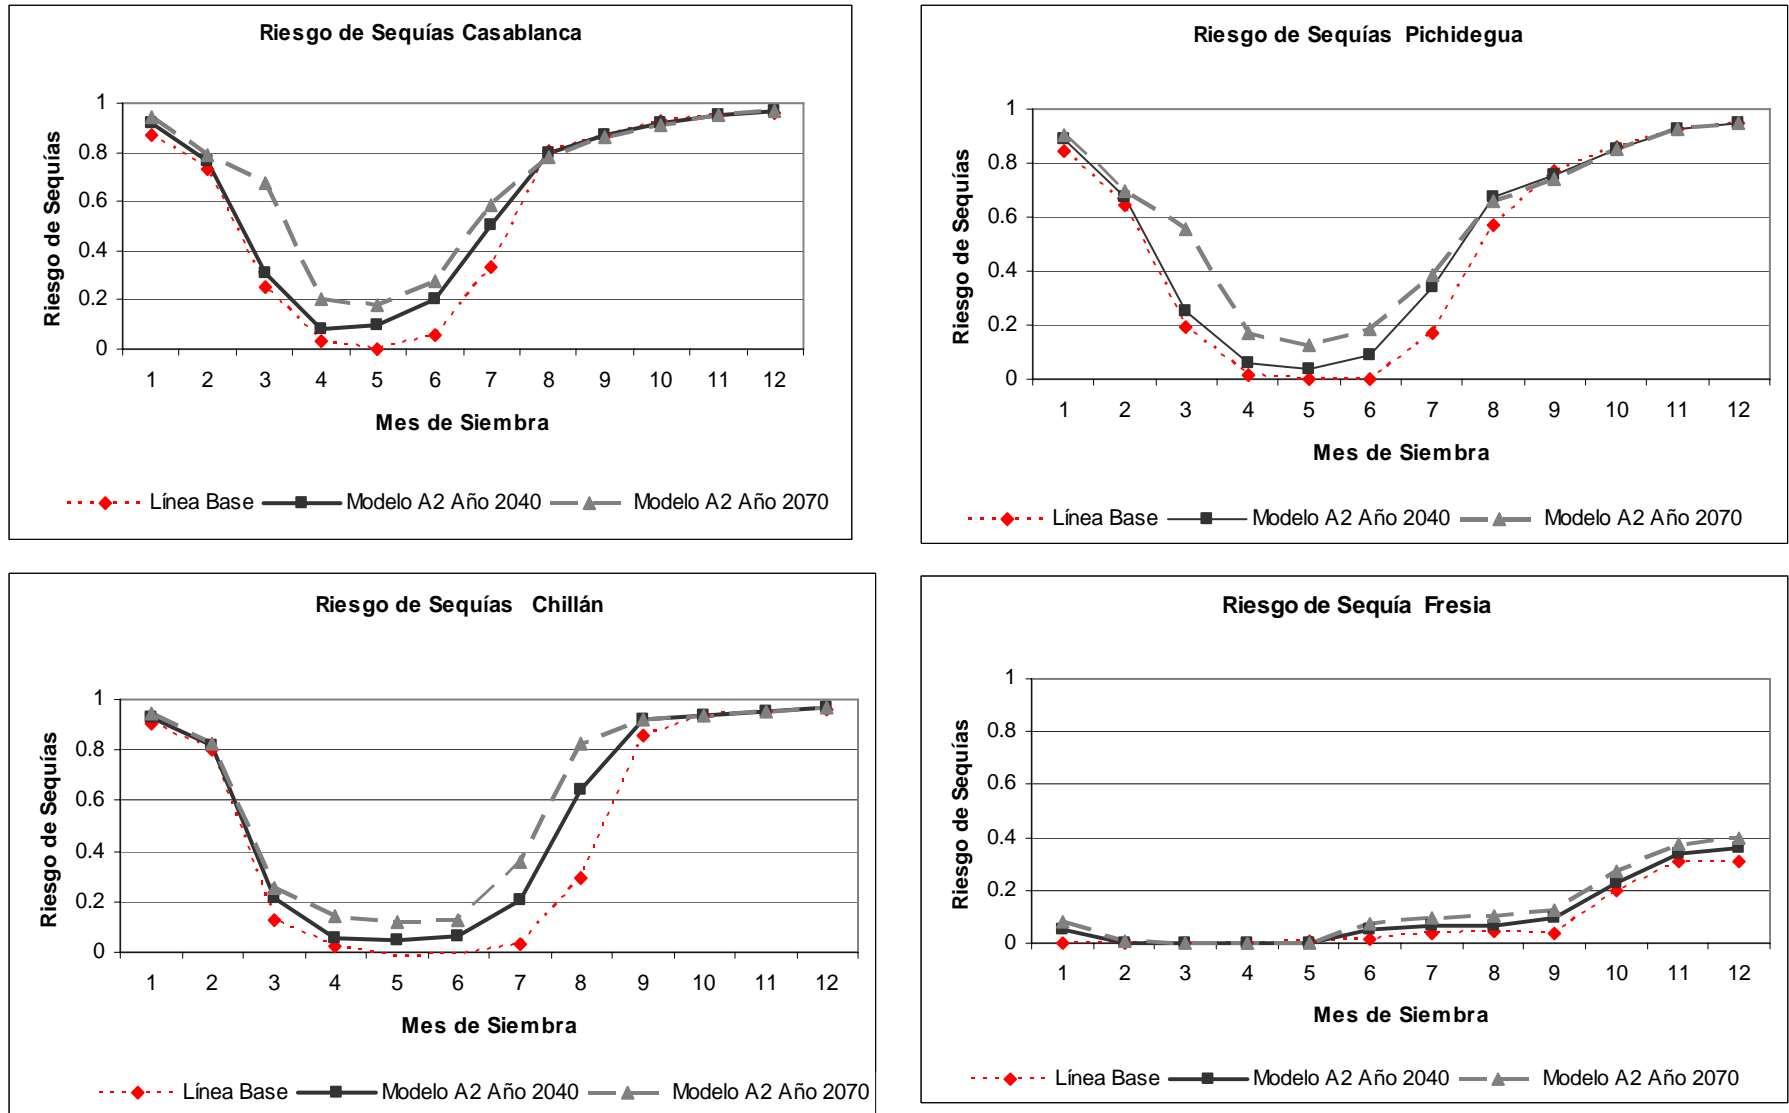 Riesgo de Sequías Casablanca
1
0.8
0.6
0.4
0.2
0
Riesgo de Sequías
1 2 3 4 5 6 7 8 9 10 11 12
Mes de Siembra
Línea Base Modelo A2 Año 2040 Modelo A2 Año 2070
Riesgo de Sequías Pichidegua
1
0.8
0.6
0.4
0.2
0
Riesgo de Sequías
1 2 3 4 5 6 7 8 9 10 11 12
Mes de Siembra
Línea Base Modelo A2 Año 2040 Modelo A2 Año 2070
Riesgo de Sequías Chillán
1
0.8
0.6
0.4
0.2
0
Riesgo de Sequías
1 2 3 4 5 6 7 8 9 10 11 12
Mes de Siembra
Línea Base Modelo A2 Año 2040 Modelo A2 Año 2070
Riesgo de Sequía Fresia
1
0.8
0.6
0.4
0.2
0
Riesgo de Sequías
1 2 3 4 5 6 7 8 9 10 11 12
Mes de Siembra
Línea Base Modelo A2 Año 2040 Modelo A2 Año 2070